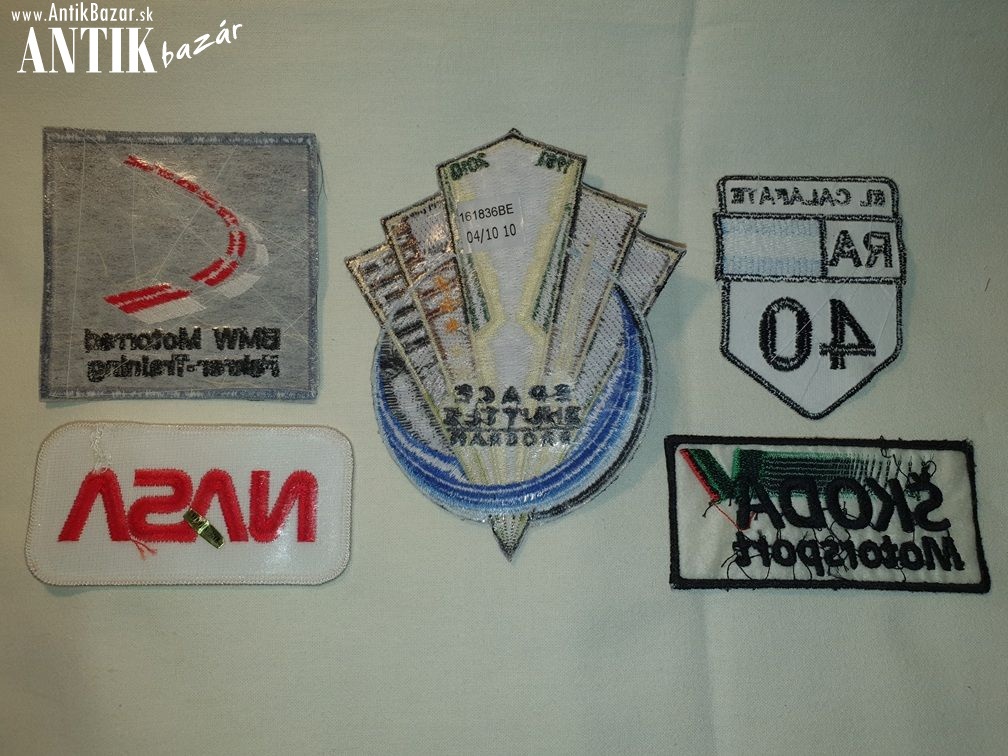 www.AntikBazar.sk
ANTIK bazár
BMW Motorrad
Fahrer-Training
1981 2010
161836BE
04/10 10
SPACE
SHUTTLE
PROGRAM
EL CALAFATE
RA
40
NASA
ŠKODA
Motorsport